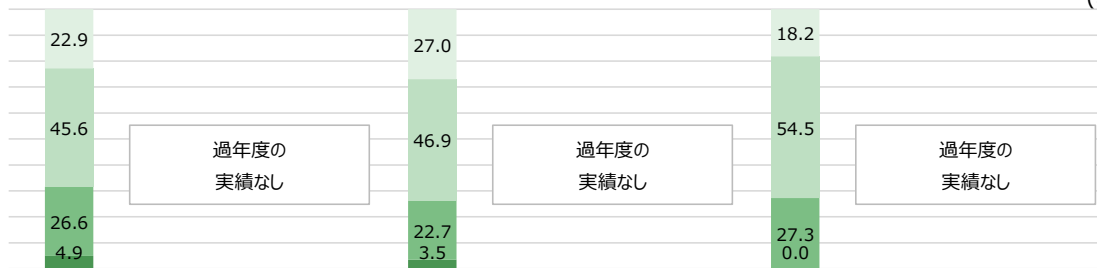 (
22.9
27.0
18.2
45.6
過年度の
実績なし
46.9
過年度の
実績なし
54.5
過年度の
実績なし
26.6
22.7
27.3
4.9
3.5
0.0